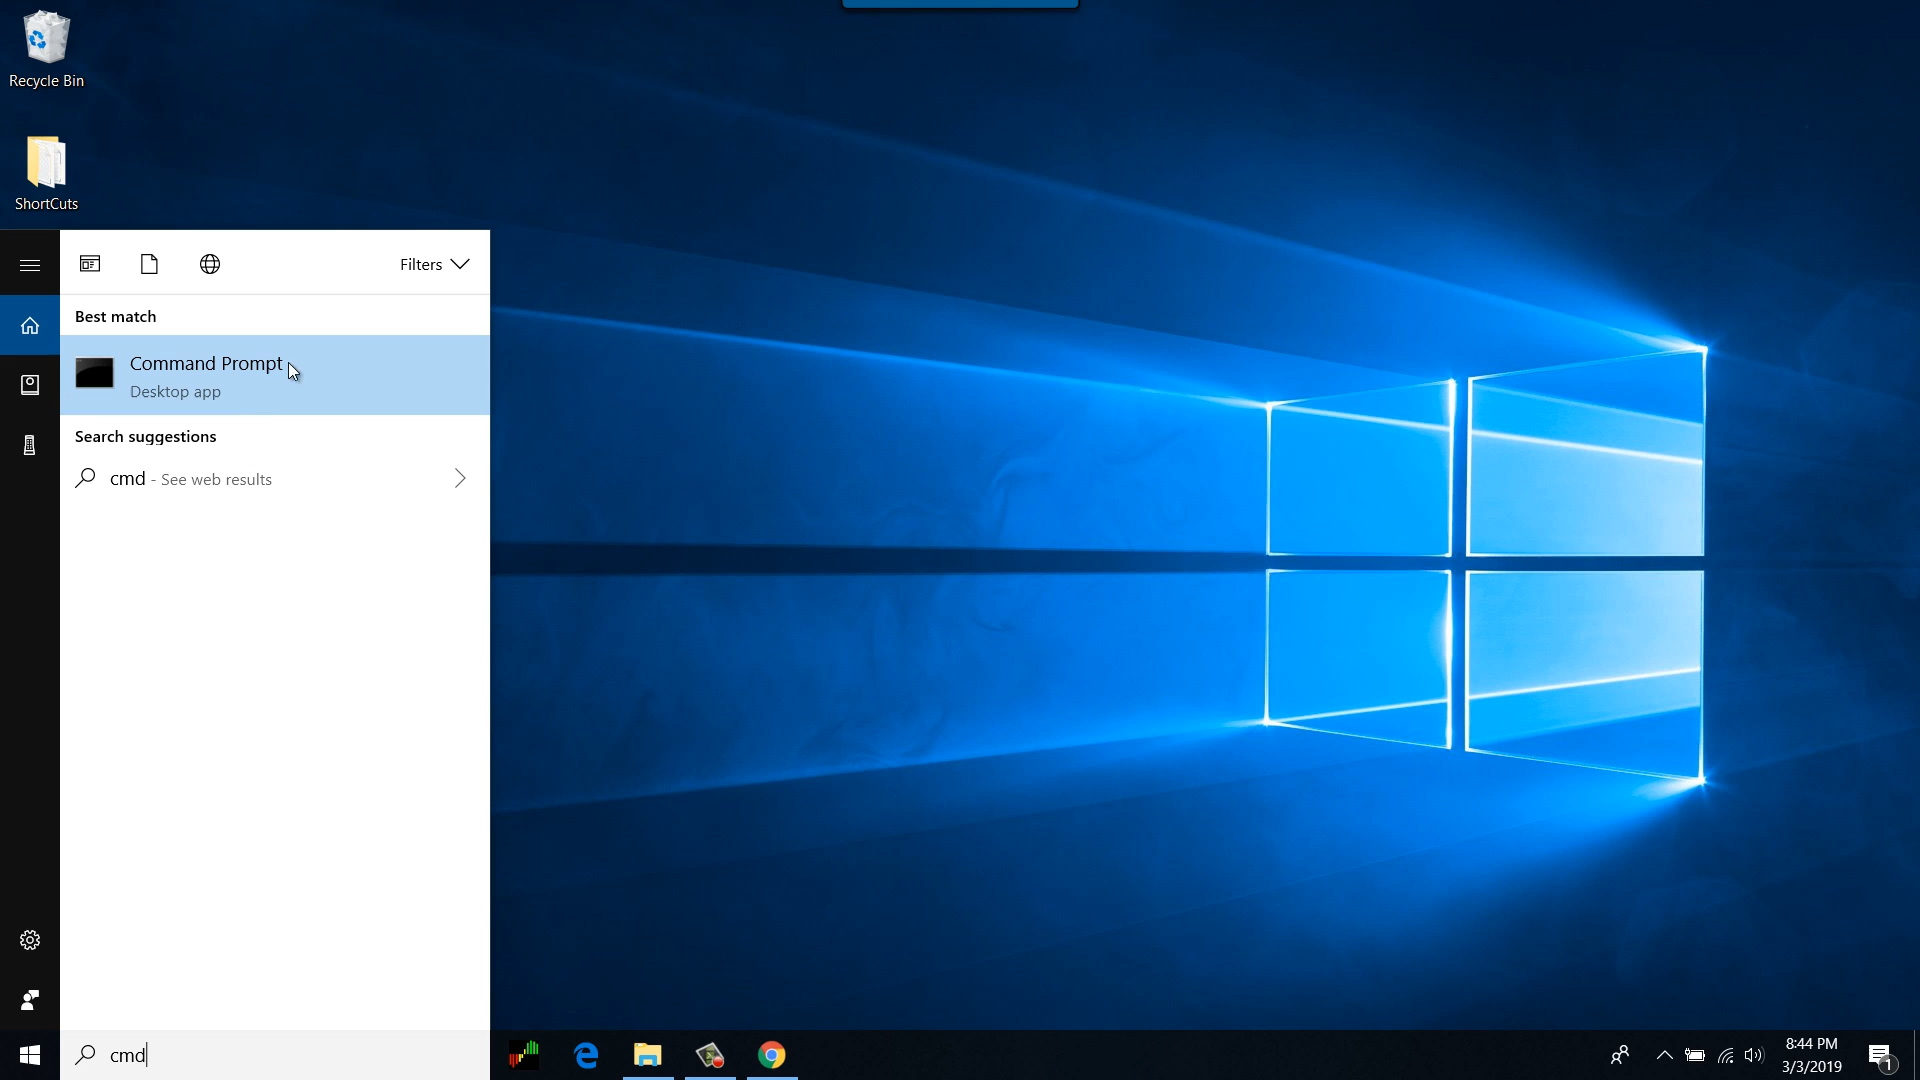 Recycle Bin
ShortCuts
Filters
Best match
Command Prompt
Desktop app
Search suggestions
cmd - See web results
cmd
8:44 PM
3/3/2019
1